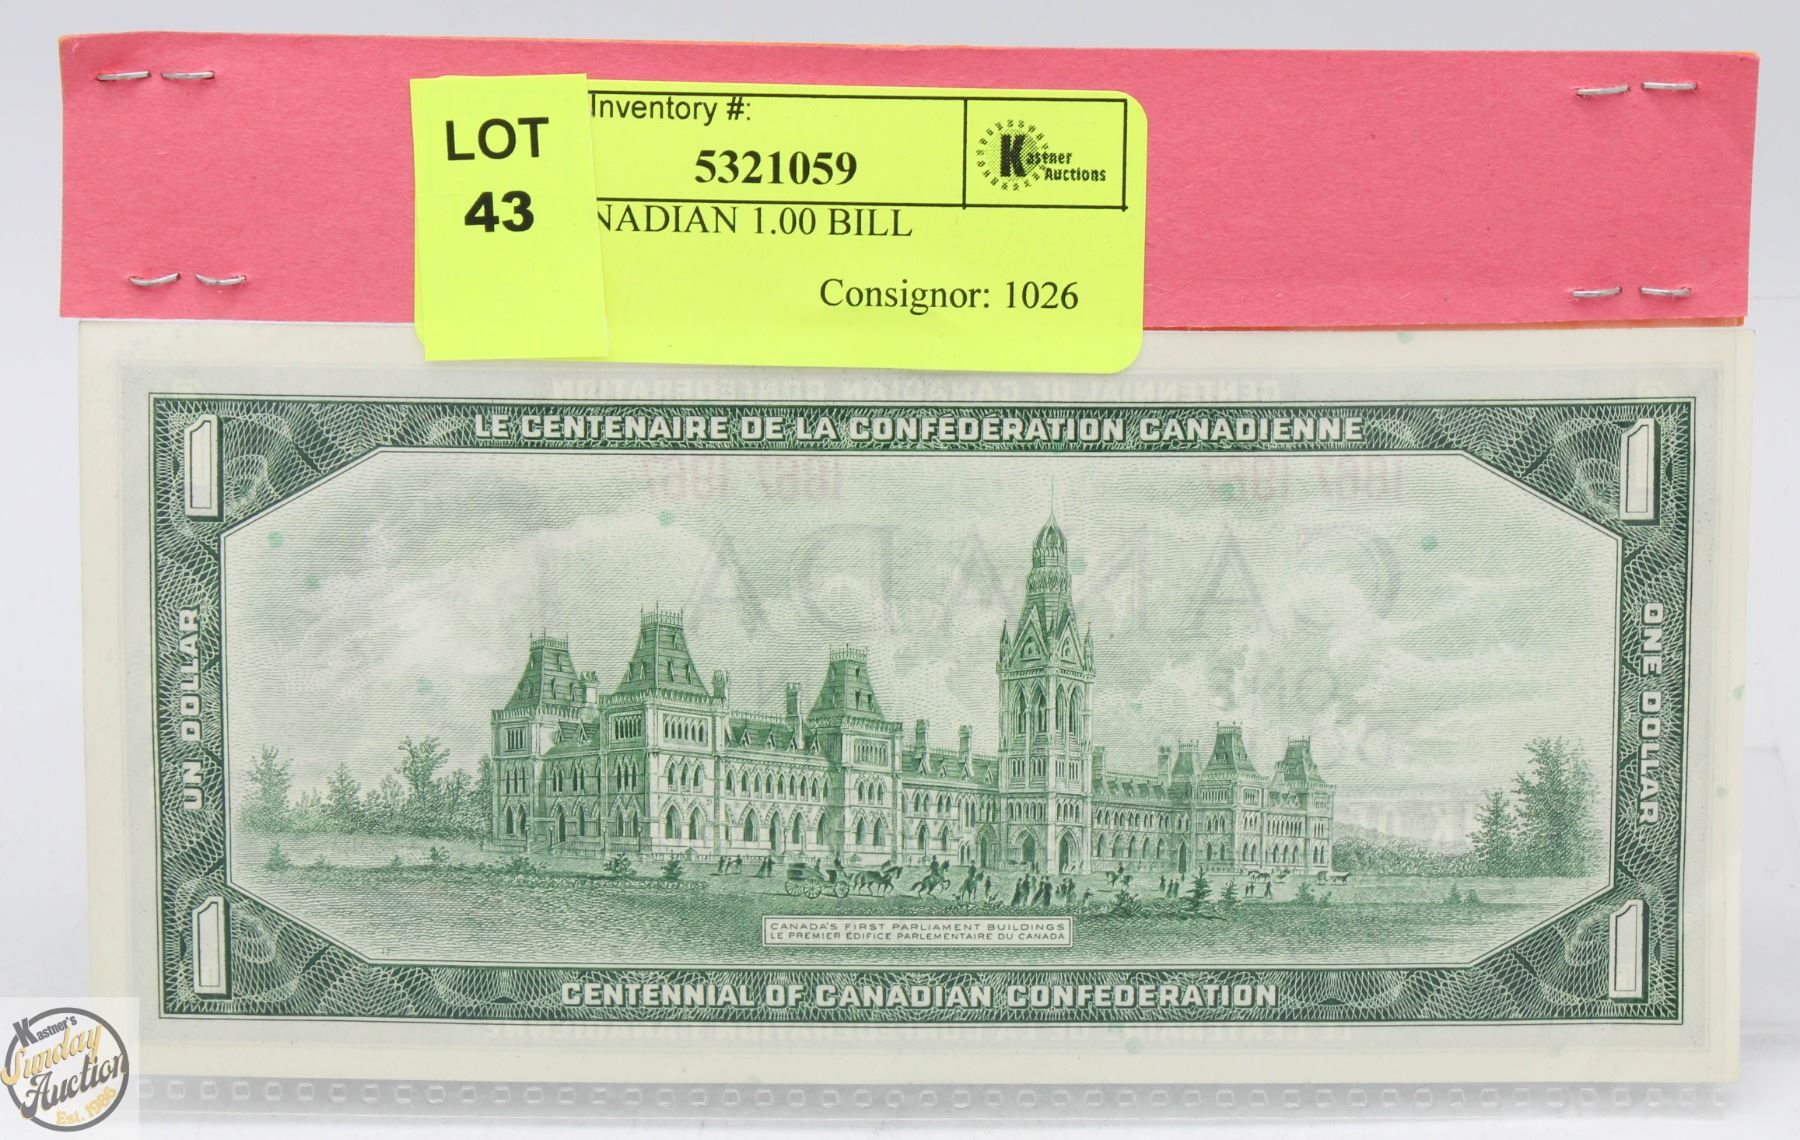 LOT
43
Inventory #:
5321059
Kastner
Auctions
NADIAN 1.00 BILL
Consignor: 1026
1
LE CENTENAIRE DE LA CONFÉDÉRATION CANADIENNE
1
UN DOLLAR
ONE DOLLAR
CANADA'S FIRST PARLIAMENT BUILDINGS
LE PREMIER ÉDIFICE PARLEMENTAIRE DU CANADA
1
CENTENNIAL OF CANADIAN CONFEDERATION
1
Kastner's
Sunday
Auction
Est. 1986